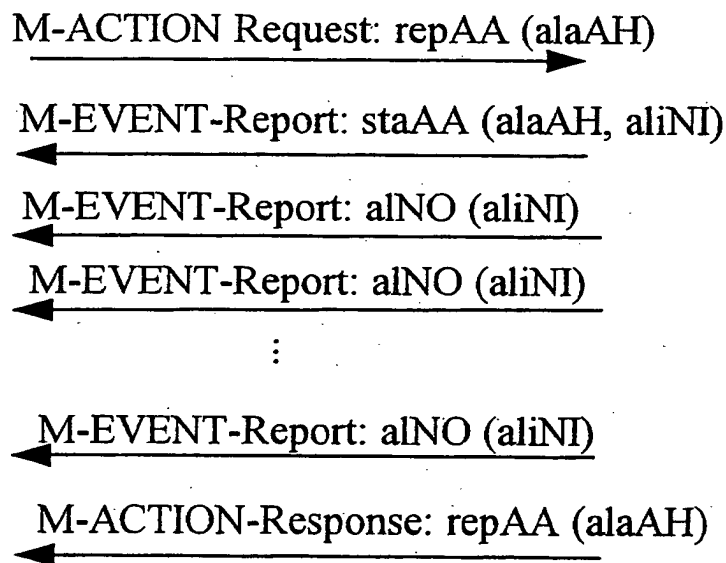 M-ACTION Request: repAA (alaAH)
M-EVENT-Report: staAA (alaAH, aliNI)
M-EVENT-Report: alNO (aliNI)
M-EVENT-Report: alNO (aliNI)
⋮
M-EVENT-Report: alNO (aliNI)
M-ACTION-Response: repAA (alaAH)